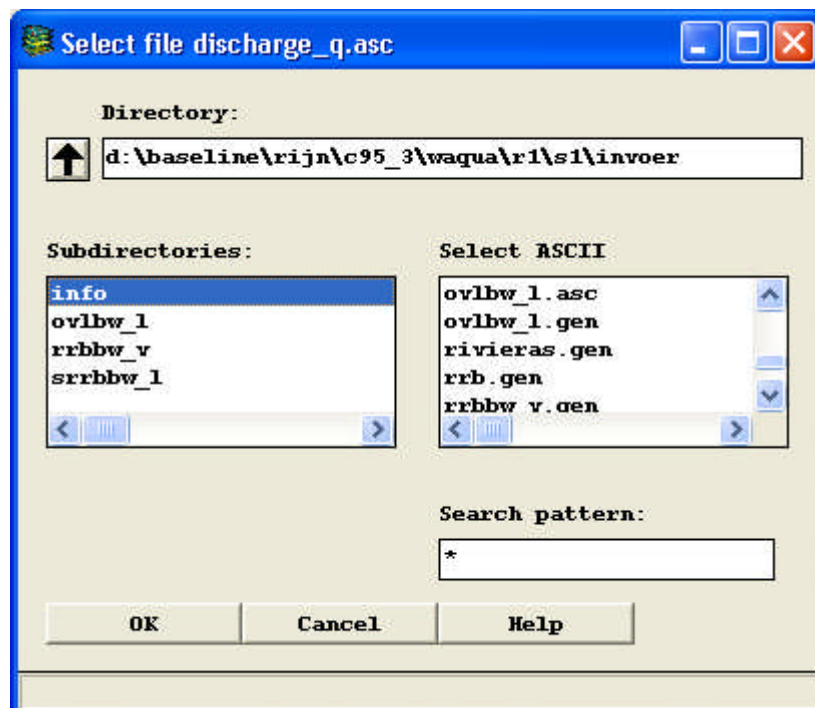 Select file discharge_q.asc
Directory:
d:\baseline\rijn\c95_3\waqua\r1\s1\invoer
Subdirectories:
info
ovlbw_l
rrbbw_v
srrbbw_l
Select ASCII
ovlbw_l.asc
ovlbw_l.gen
rivieras.gen
rrb.gen
rrbbw_v.gen
Search pattern:
*
OK Cancel Help